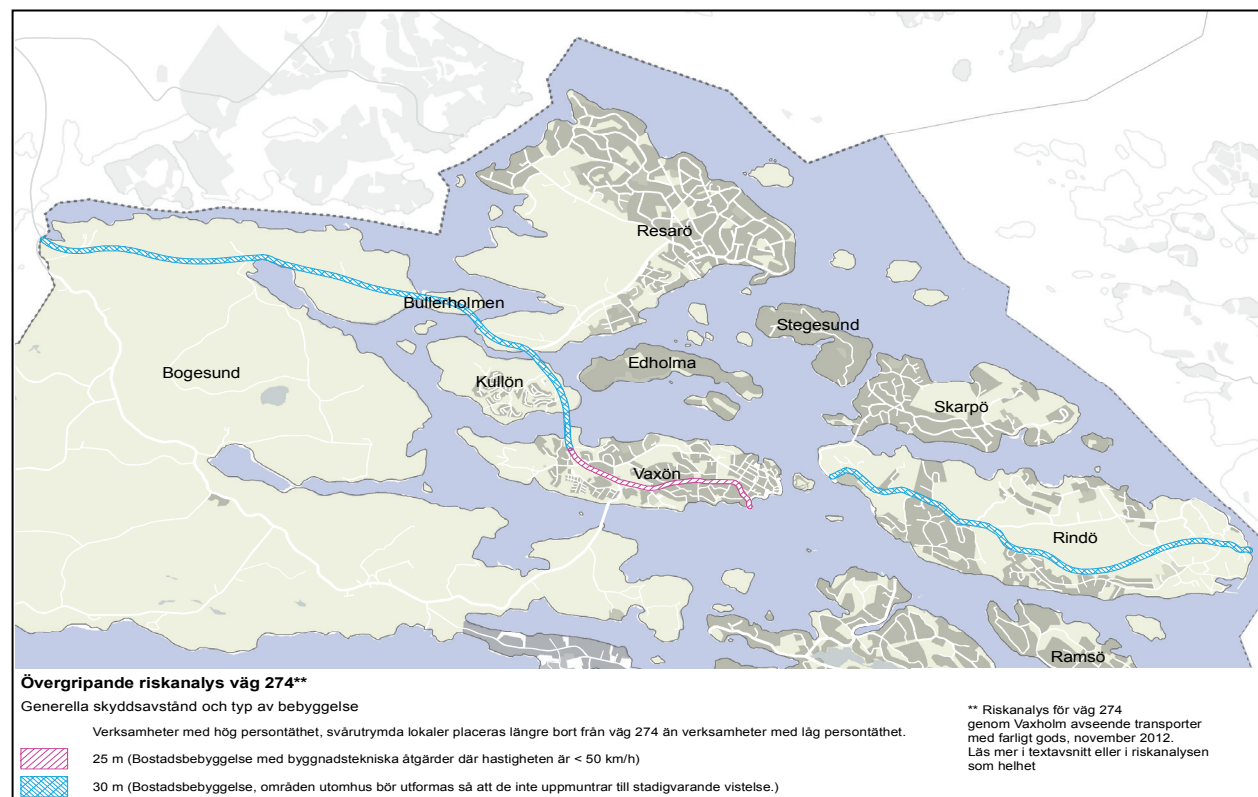 Resarö
Bullerholmen
Stegesund
Edholma
Bogesund
Kullön
Skarpö
Vaxön
Rindö
Ramsö
Övergripande riskanalys väg 274**
Generella skyddsavstånd och typ av bebyggelse
Verksamheter med hög persontäthet, svårutrymda lokaler placeras längre bort från väg 274 än verksamheter med låg persontäthet.
25 m (Bostadsbebyggelse med byggnadstekniska åtgärder där hastigheten är < 50 km/h)
30 m (Bostadsbebyggelse, områden utomhus bör utformas så att de inte uppmuntrar till stadigvarande vistelse.)
** Riskanalys för väg 274
genom Vaxholm avseende transporter
med farligt gods, november 2012.
Läs mer i textavsnitt eller i riskanalysen
som helhet